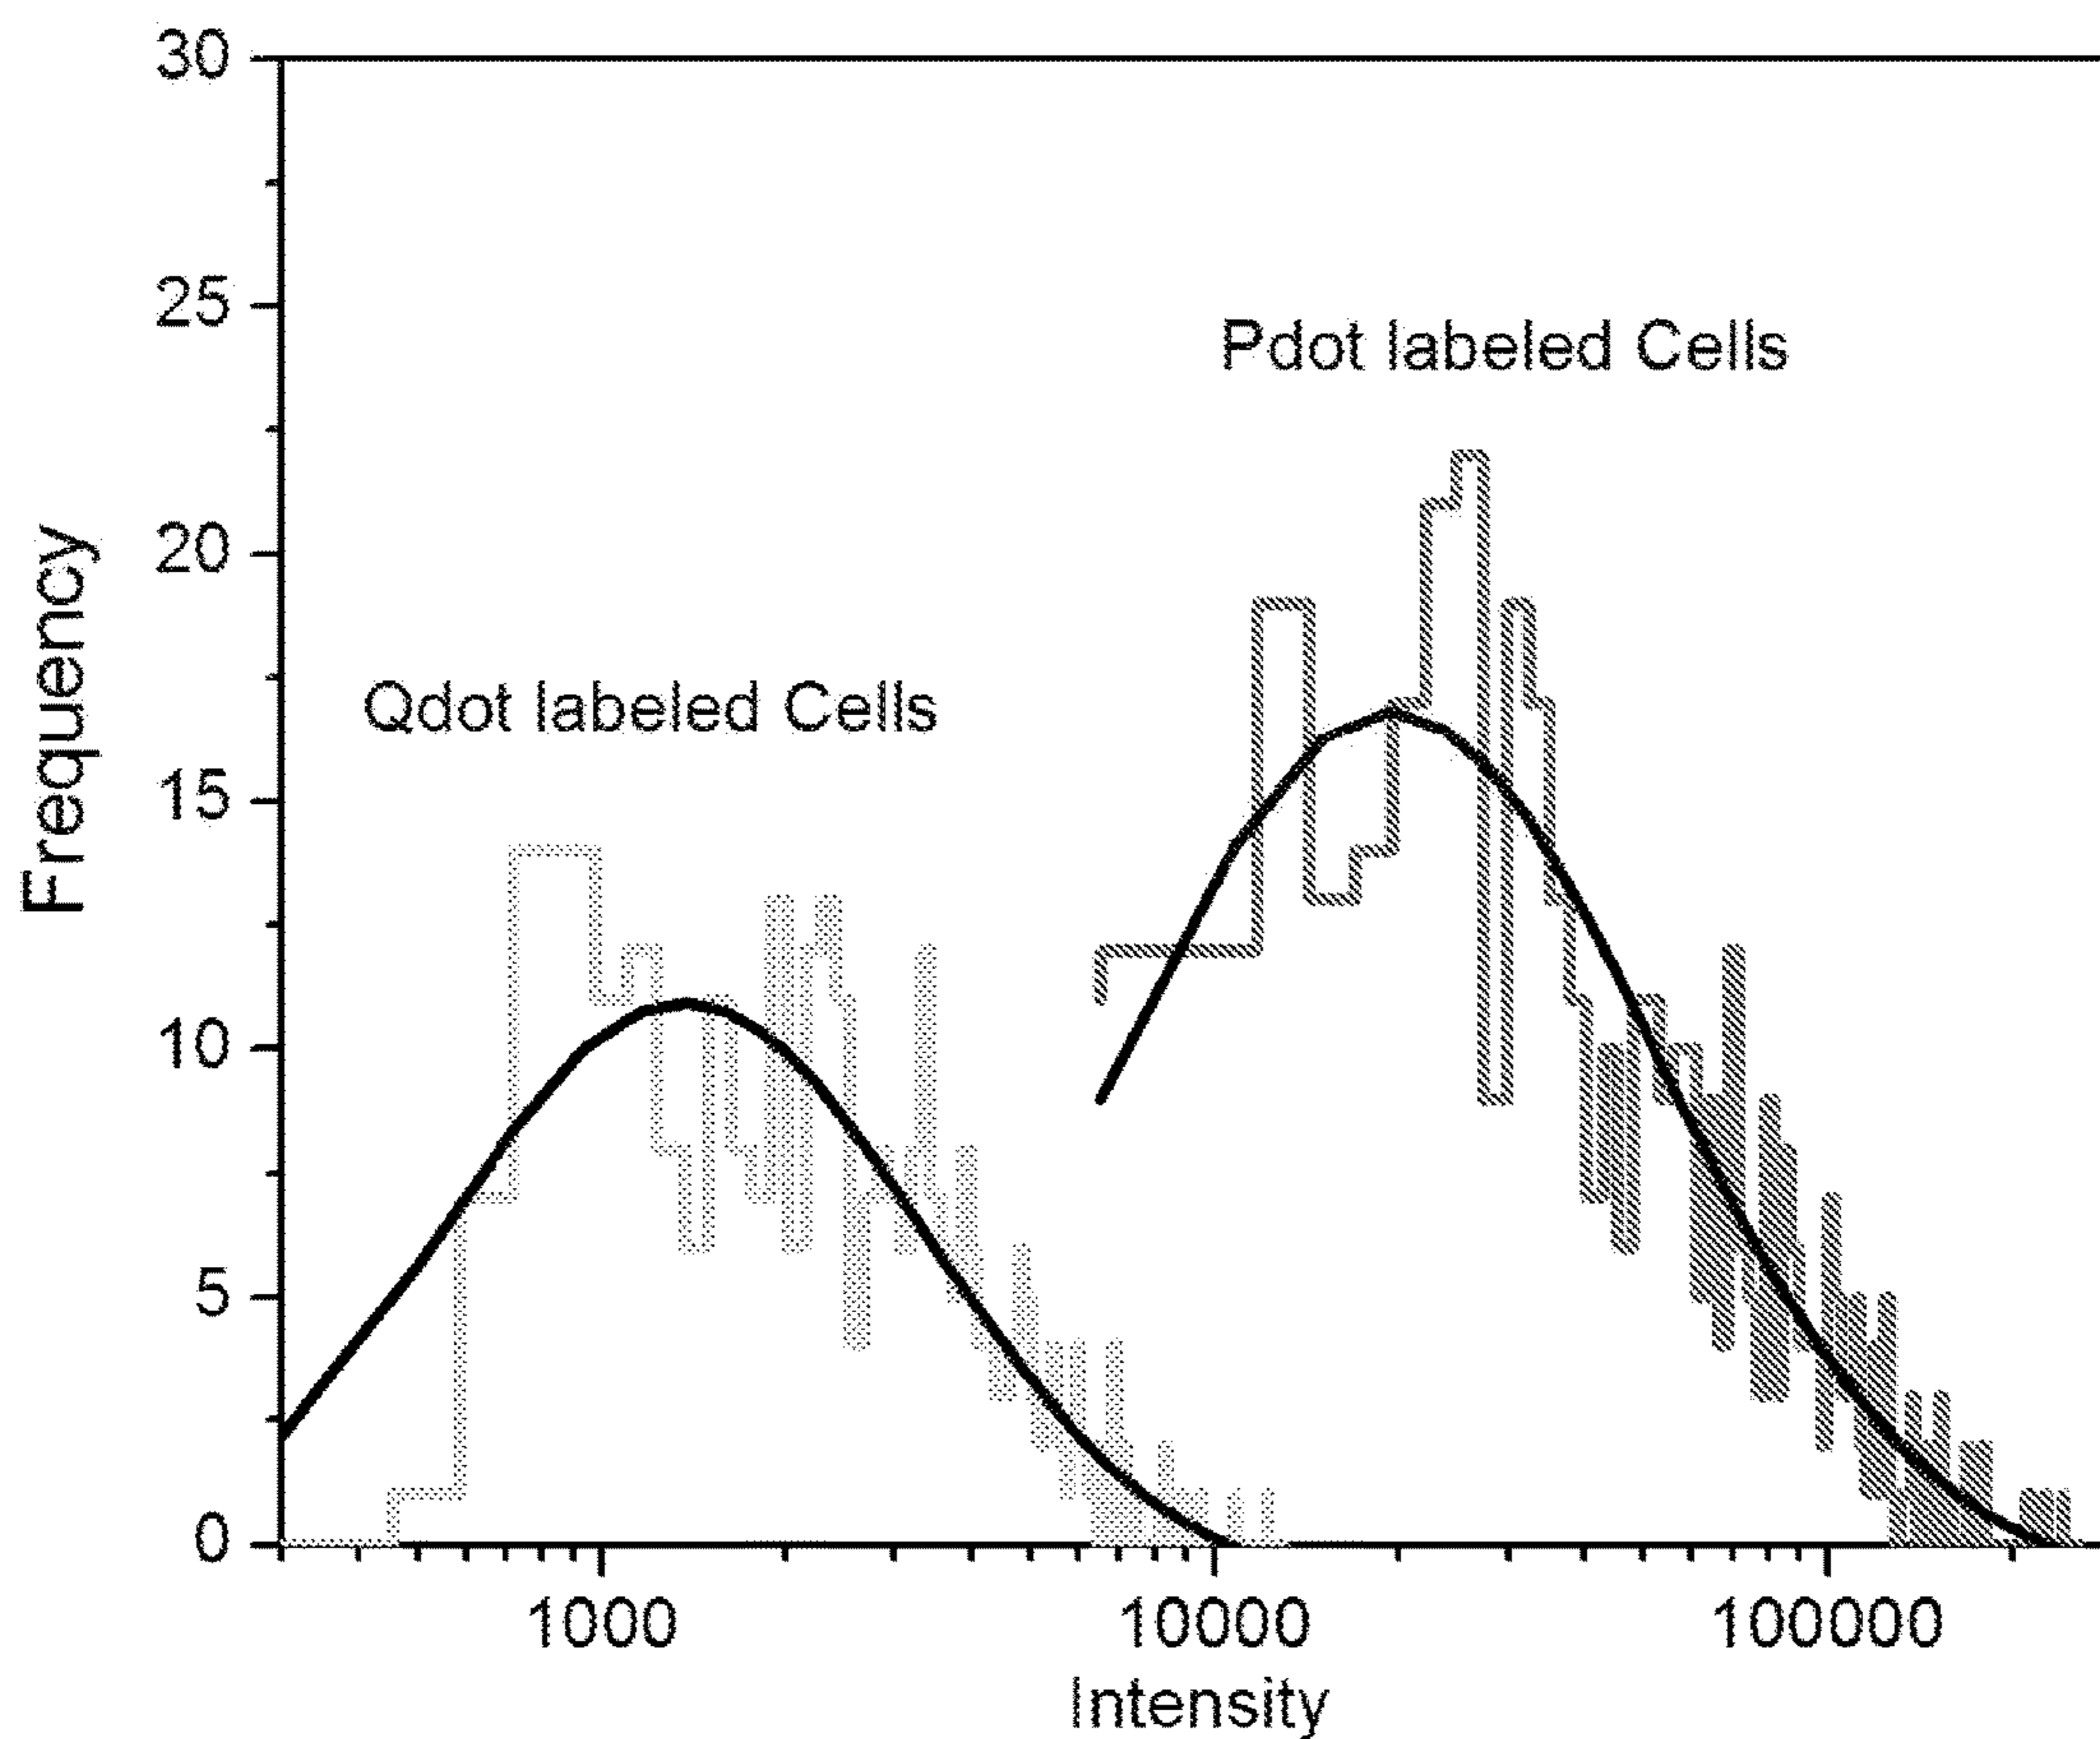 30
25
Pdot labeled Cells
20
Qdot labeled Cells
15
Frequency
10
5
0
1000
10000
100000
Intensity